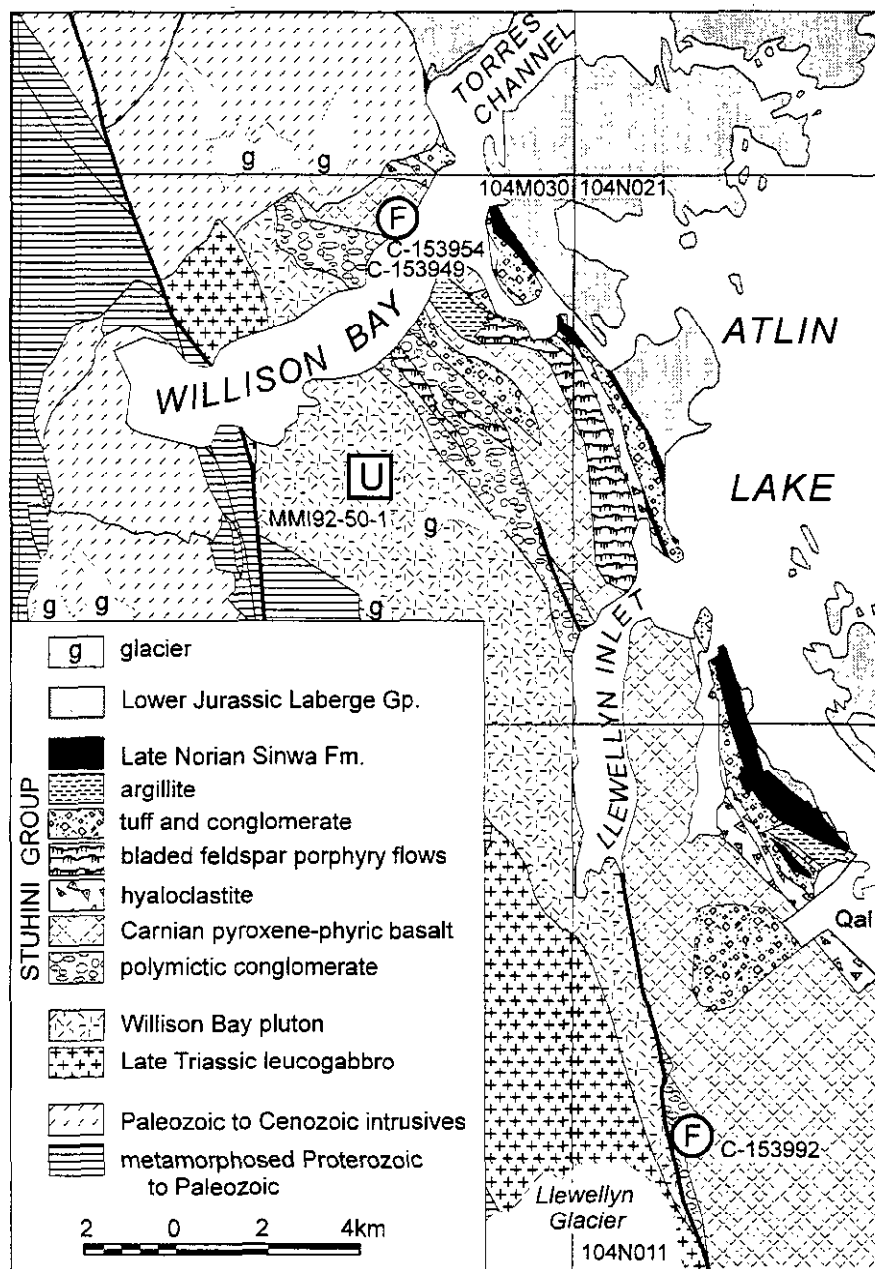 TORRES
CHANNEL
g g
104M030 104N021
F
C-153954
C-153949
ATLIN
WILLISON BAY
LAKE
U
MMI92-50-1
g
g g
g
LLEWELLYN INLET
g glacier
Lower Jurassic Laberge Gp.
Late Norian Sinwa Fm.
argillite
tuff and conglomerate
bladed feldspar porphyry flows
hyaloclastite
Carnian pyroxene-phyric basalt
polymictic conglomerate
STUHINI GROUP
Willison Bay pluton
Late Triassic leucogabbro
Paleozoic to Cenozoic intrusives
metamorphosed Proterozoic
to Paleozoic
2 0 2 4km
Qal
F
C-153992
Llewellyn
Glacier
104N011